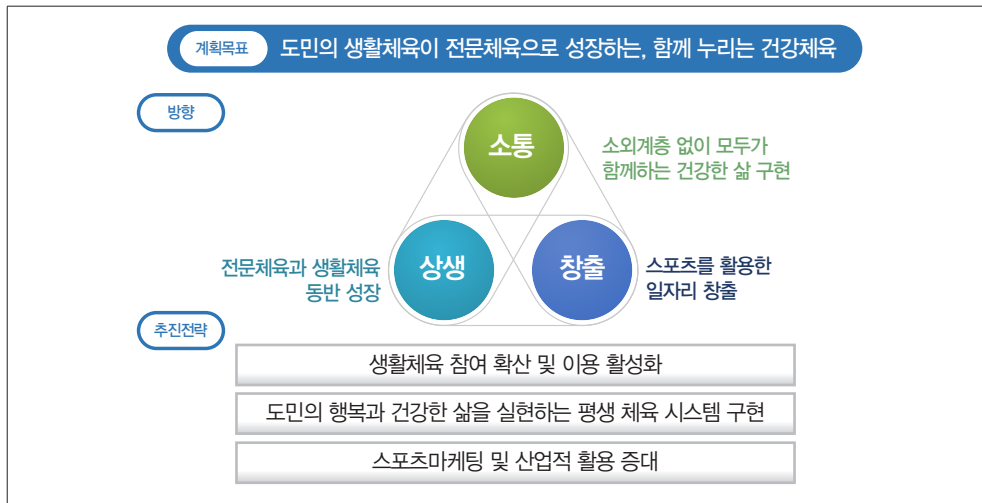 계획목표 도민의 생활체육이 전문체육으로 성장하는, 함께 누리는 건강체육
방향
소통
소외계층 없이 모두가
함께하는 건강한 삶 구현
전문체육과 생활체육
동반 성장
상생
창출
스포츠를 활용한
일자리 창출
추진전략
생활체육 참여 확산 및 이용 활성화
도민의 행복과 건강한 삶을 실현하는 평생 체육 시스템 구현
스포츠마케팅 및 산업적 활용 증대